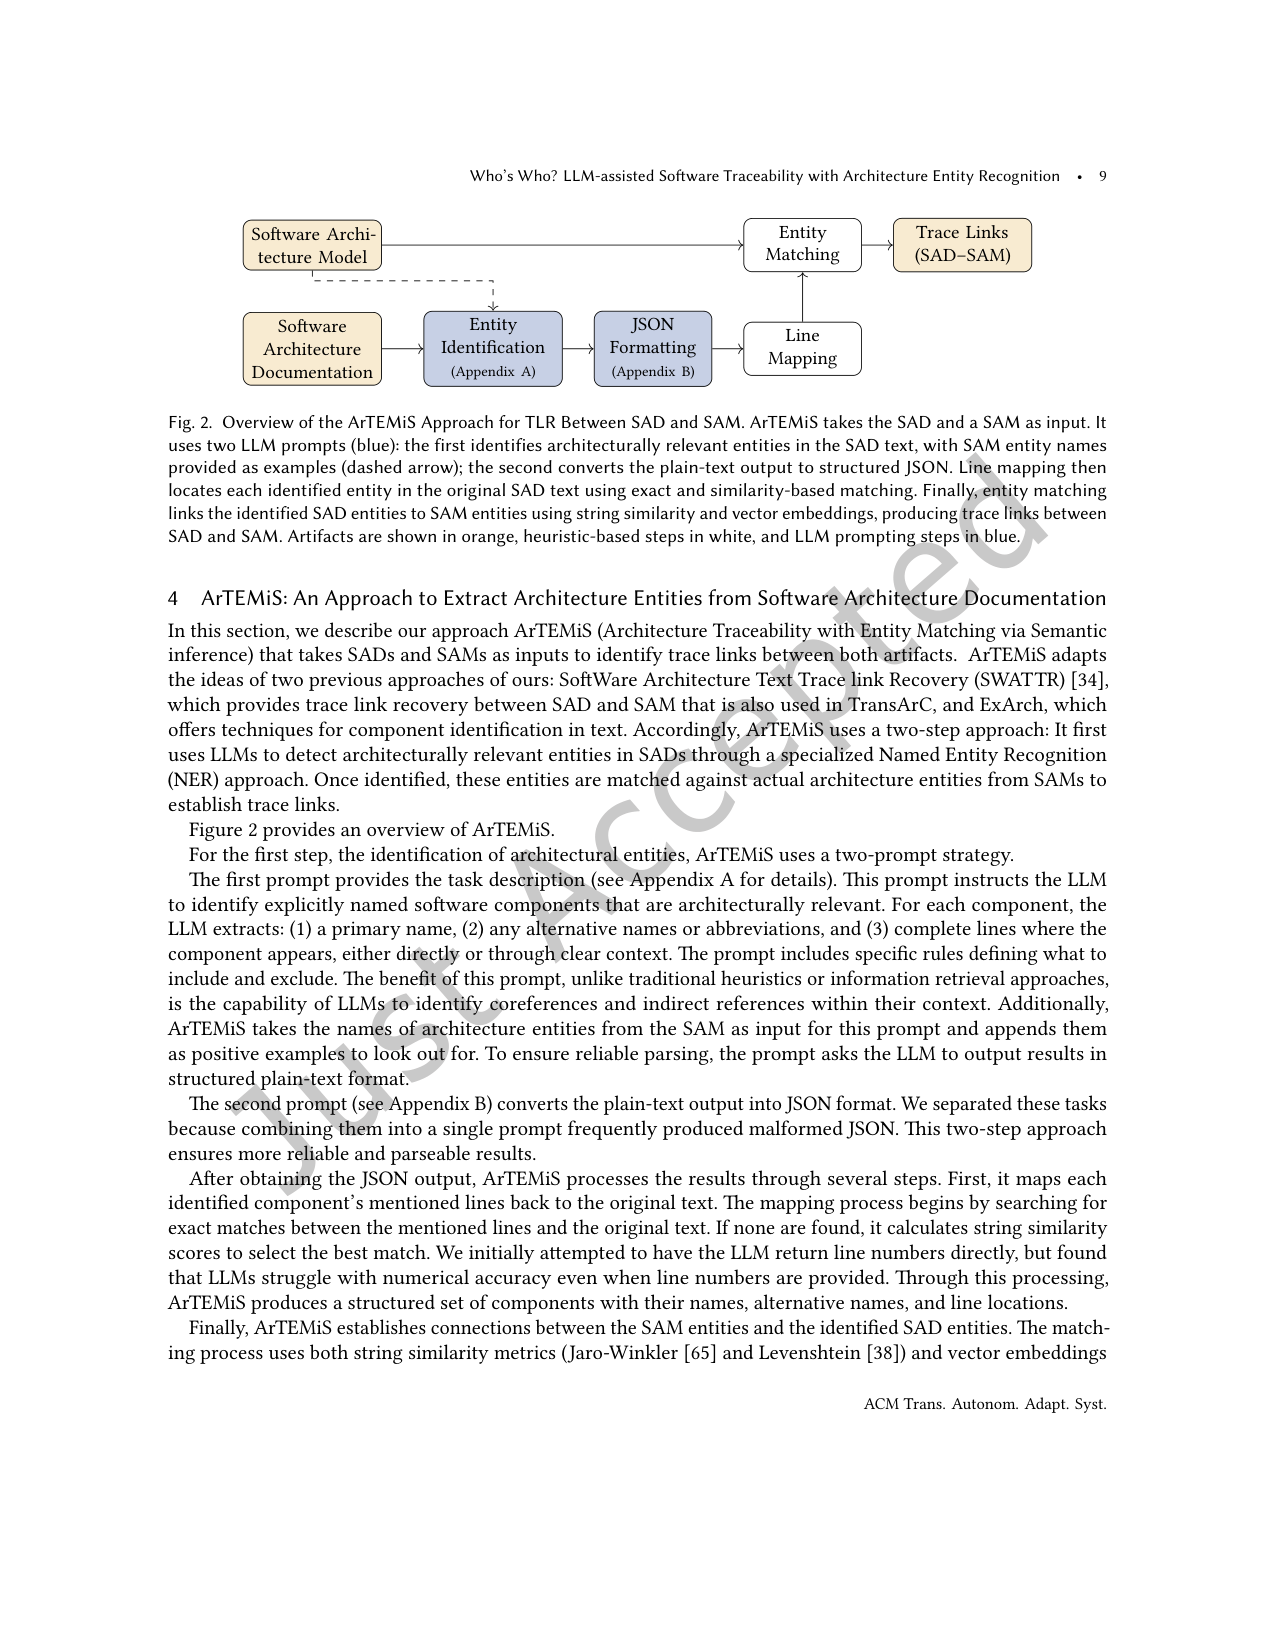 Who's Who? LLM-assisted Software Traceability with Architecture Entity Recognition • 9
Software Archi-
tecture Model
Entity
Matching
Trace Links
(SAD–SAM)
Software
Architecture
Documentation
Entity
Identification
(Appendix A)
JSON
Formatting
(Appendix B)
Line
Mapping
Fig. 2. Overview of the ArTEMiS Approach for TLR Between SAD and SAM. ArTEMiS takes the SAD and a SAM as input. It
uses two LLM prompts (blue): the first identifies architecturally relevant entities in the SAD text, with SAM entity names
provided as examples (dashed arrow); the second converts the plain-text output to structured JSON. Line mapping then
locates each identified entity in the original SAD text using exact and similarity-based matching. Finally, entity matching
links the identified SAD entities to SAM entities using string similarity and vector embeddings, producing trace links between
SAD and SAM. Artifacts are shown in orange, heuristic-based steps in white, and LLM prompting steps in blue.
4 ArTEMiS: An Approach to Extract Architecture Entities from Software Architecture Documentation
In this section, we describe our approach ArTEMiS (Architecture Traceability with Entity Matching via Semantic
inference) that takes SADs and SAMs as inputs to identify trace links between both artifacts. ArTEMiS adapts
the ideas of two previous approaches of ours: SoftWare Architecture Text Trace link Recovery (SWATTR) [34],
which provides trace link recovery between SAD and SAM that is also used in TransArC, and ExArch, which
offers techniques for component identification in text. Accordingly, ArTEMiS uses a two-step approach: It first
uses LLMs to detect architecturally relevant entities in SADs through a specialized Named Entity Recognition
(NER) approach. Once identified, these entities are matched against actual architecture entities from SAMs to
establish trace links.
Figure 2 provides an overview of ArTEMiS.
For the first step, the identification of architectural entities, ArTEMiS uses a two-prompt strategy.
The first prompt provides the task description (see Appendix A for details). This prompt instructs the LLM
to identify explicitly named software components that are architecturally relevant. For each component, the
LLM extracts: (1) a primary name, (2) any alternative names or abbreviations, and (3) complete lines where the
component appears, either directly or through clear context. The prompt includes specific rules defining what to
include and exclude. The benefit of this prompt, unlike traditional heuristics or information retrieval approaches,
is the capability of LLMs to identify coreferences and indirect references within their context. Additionally,
ArTEMiS takes the names of architecture entities from the SAM as input for this prompt and appends them
as positive examples to look out for. To ensure reliable parsing, the prompt asks the LLM to output results in
structured plain-text format.
The second prompt (see Appendix B) converts the plain-text output into JSON format. We separated these tasks
because combining them into a single prompt frequently produced malformed JSON. This two-step approach
ensures more reliable and parseable results.
After obtaining the JSON output, ArTEMiS processes the results through several steps. First, it maps each
identified component's mentioned lines back to the original text. The mapping process begins by searching for
exact matches between the mentioned lines and the original text. If none are found, it calculates string similarity
scores to select the best match. We initially attempted to have the LLM return line numbers directly, but found
that LLMs struggle with numerical accuracy even when line numbers are provided. Through this processing,
ArTEMiS produces a structured set of components with their names, alternative names, and line locations.
Finally, ArTEMiS establishes connections between the SAM entities and the identified SAD entities. The match-
ing process uses both string similarity metrics (Jaro-Winkler [65] and Levenshtein [38]) and vector embeddings
ACM Trans. Autonom. Adapt. Syst.
Just Accepted